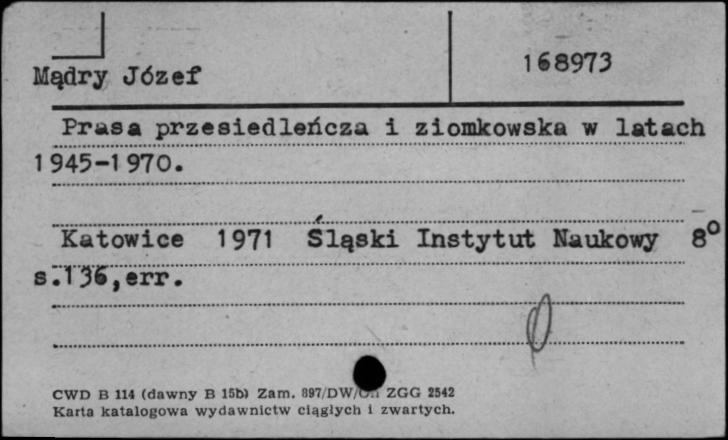 168973
Mądry Józef
Prasa przesiedleńcza i ziomkowska w latach
1945-1970.
Katowice 1971 Śląski Instytut Naukowy 8°
s.136,err.
CWD B 114 (dawny B 15b) Zam. 897/DW/ ZGG 2542
Karta katalogowa wydawnictw ciągłych i zwartych.